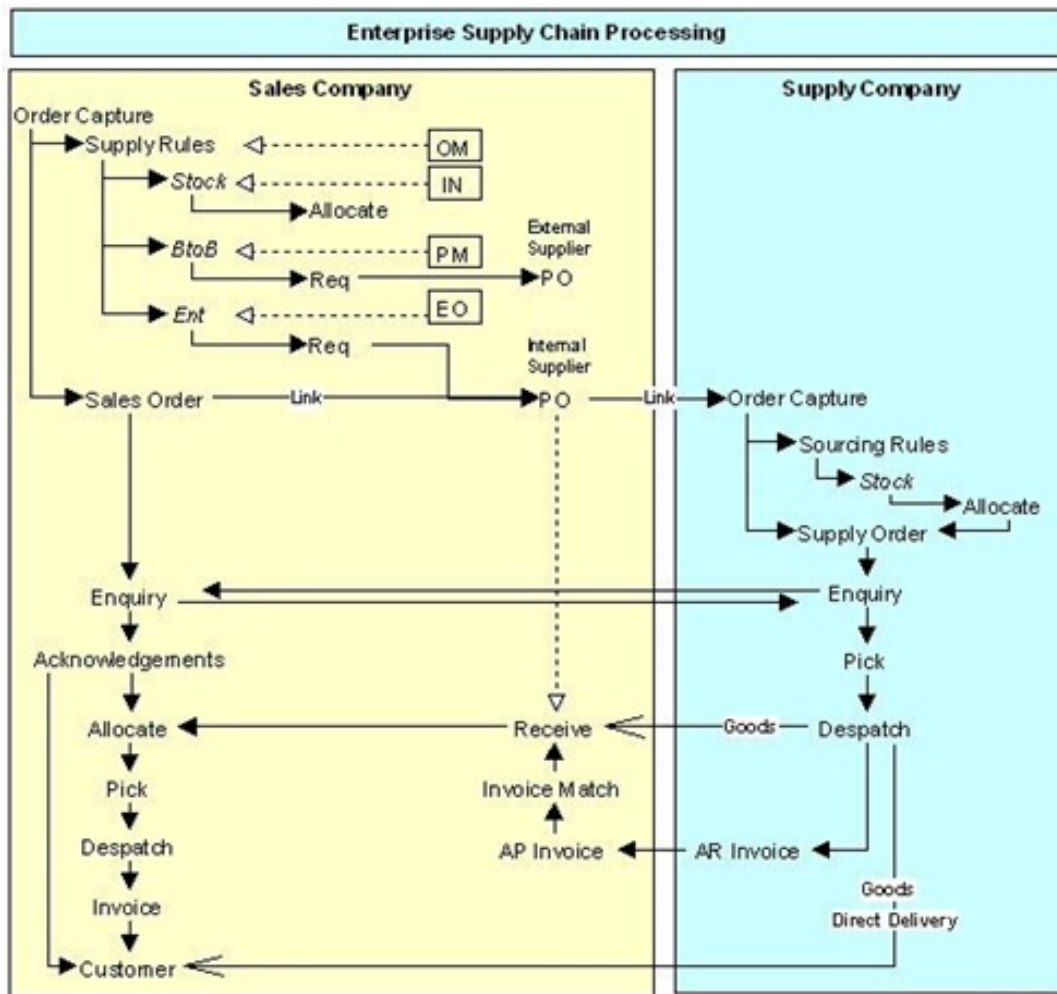 Enterprise Supply Chain Processing
Sales Company
Supply Company
Order Capture
Supply Rules
OM
Stock
IN
Allocate
External
Supplier
BtoB
PM
Req
PO
Ent
EO
Req
Internal
Supplier
Sales Order
Link
PO
Link
Order Capture
Sourcing Rules
Stock
Allocate
Supply Order
Enquiry
Enquiry
Acknowledgements
Pick
Allocate
Receive
Goods
Despatch
Pick
Invoice Match
Despatch
AP Invoice
AR Invoice
Goods
Invoice
Direct Delivery
Customer